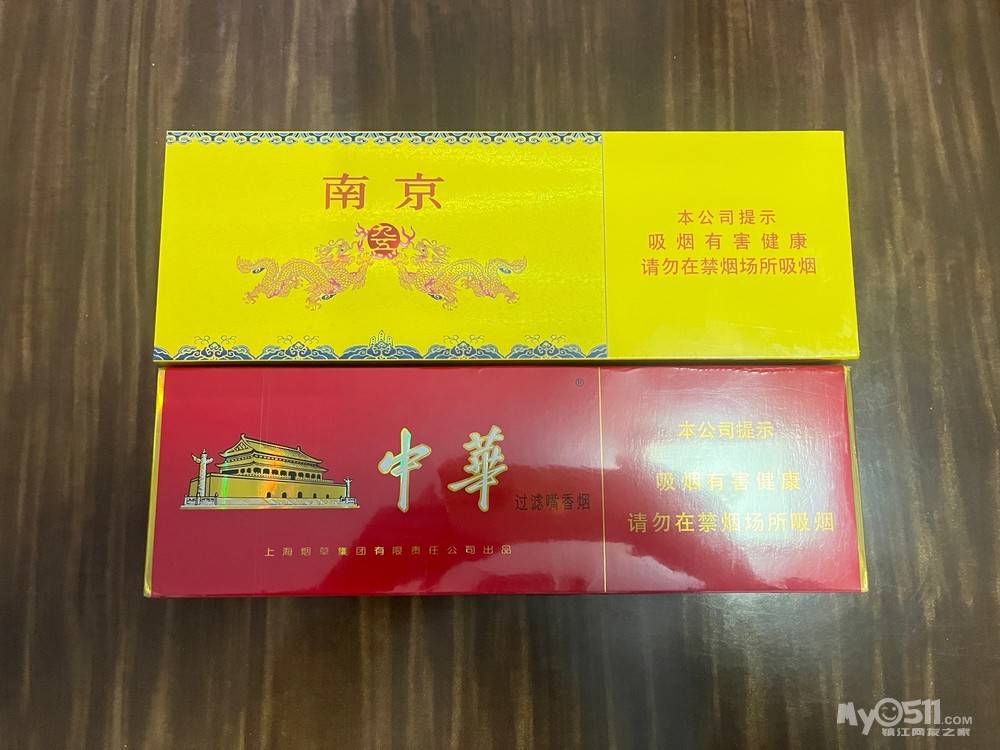 南京
九五
本公司提示
吸烟有害健康
请勿在禁烟场所吸烟
®
中華
过滤嘴香烟
上海烟草集团有限责任公司出品
本公司提示
吸烟有害健康
请勿在禁烟场所吸烟
My0511.COM
镇江网友之家